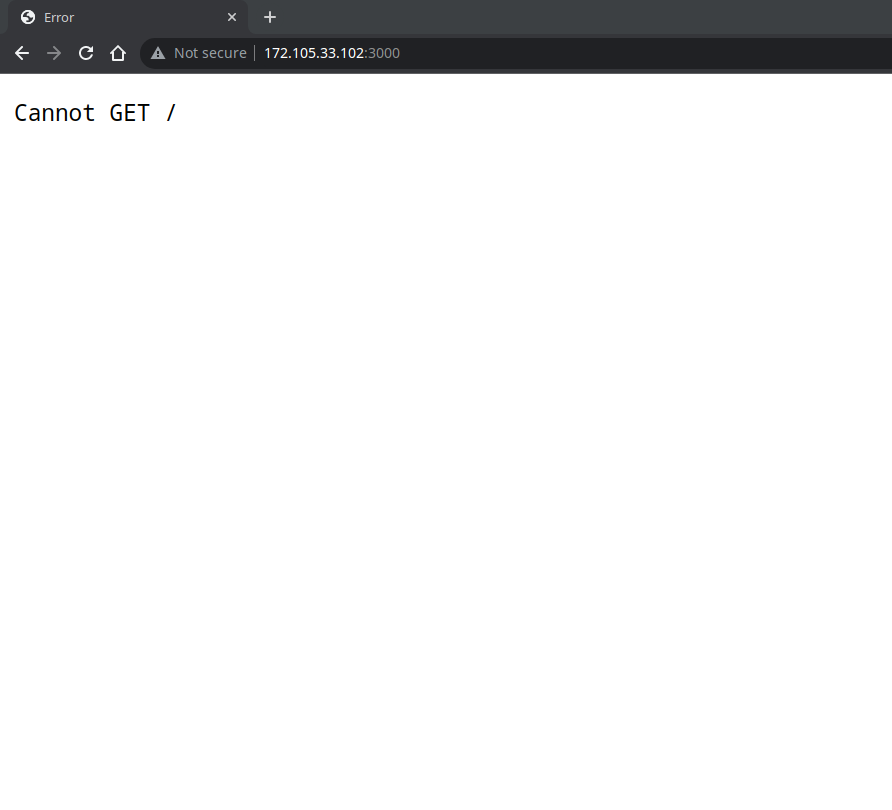 Error
Not secure 172.105.33.102:3000
Cannot GET /